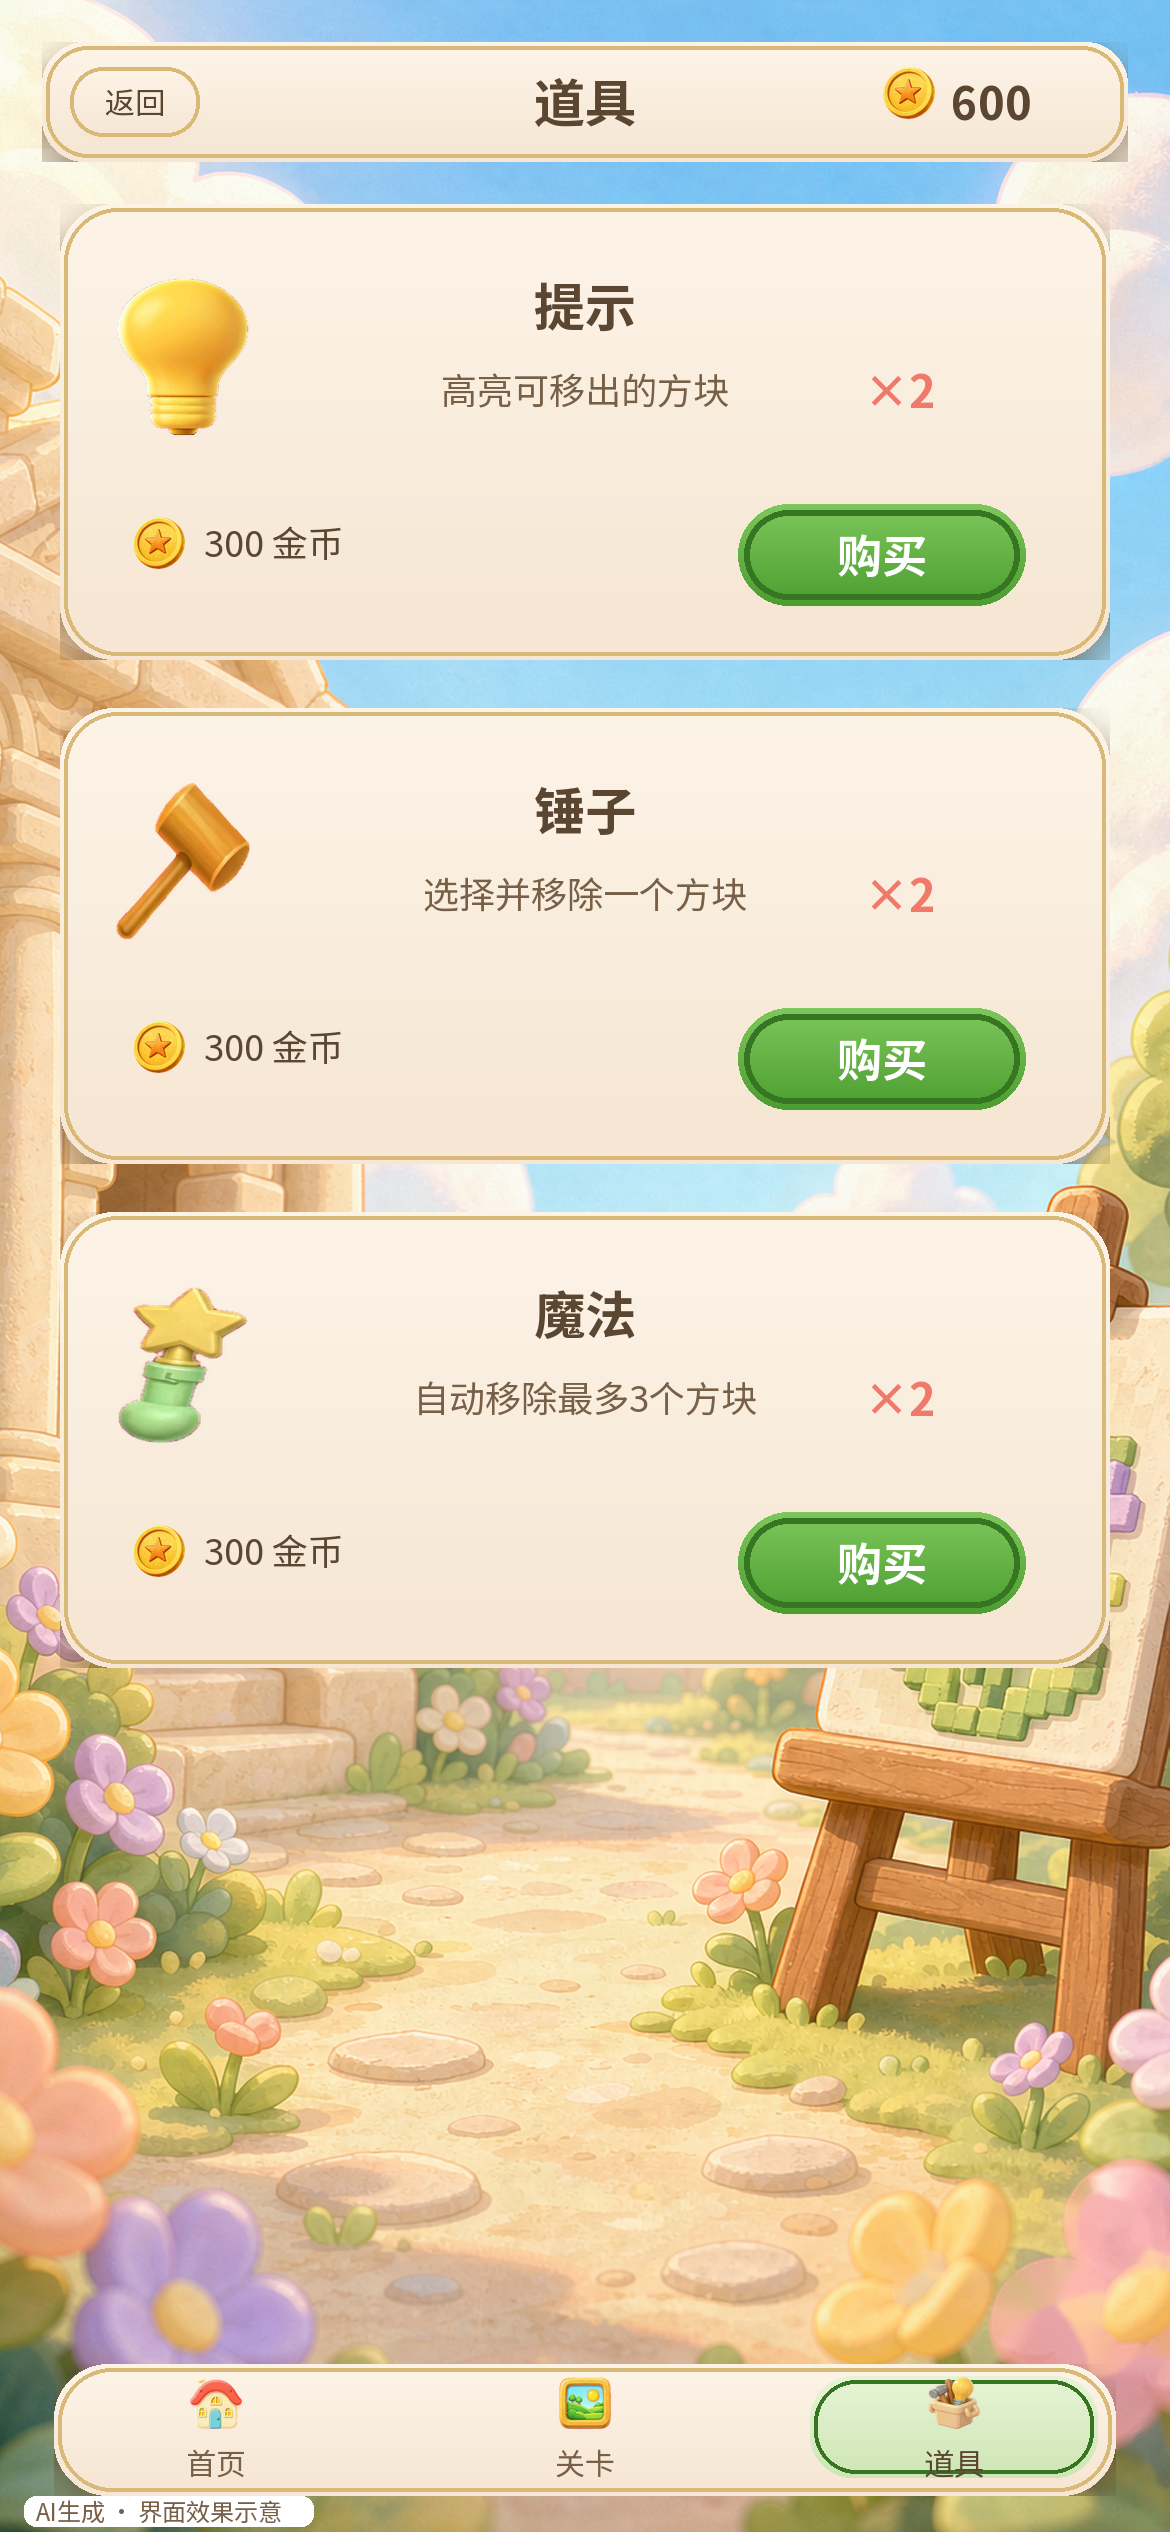 返回
道具
600
提示
高亮可移出的方块
×2
300 金币
购买
锤子
选择并移除一个方块
×2
300 金币
购买
魔法
自动移除最多3个方块
×2
300 金币
购买
首页
关卡
道具
AI生成 · 界面效果示意